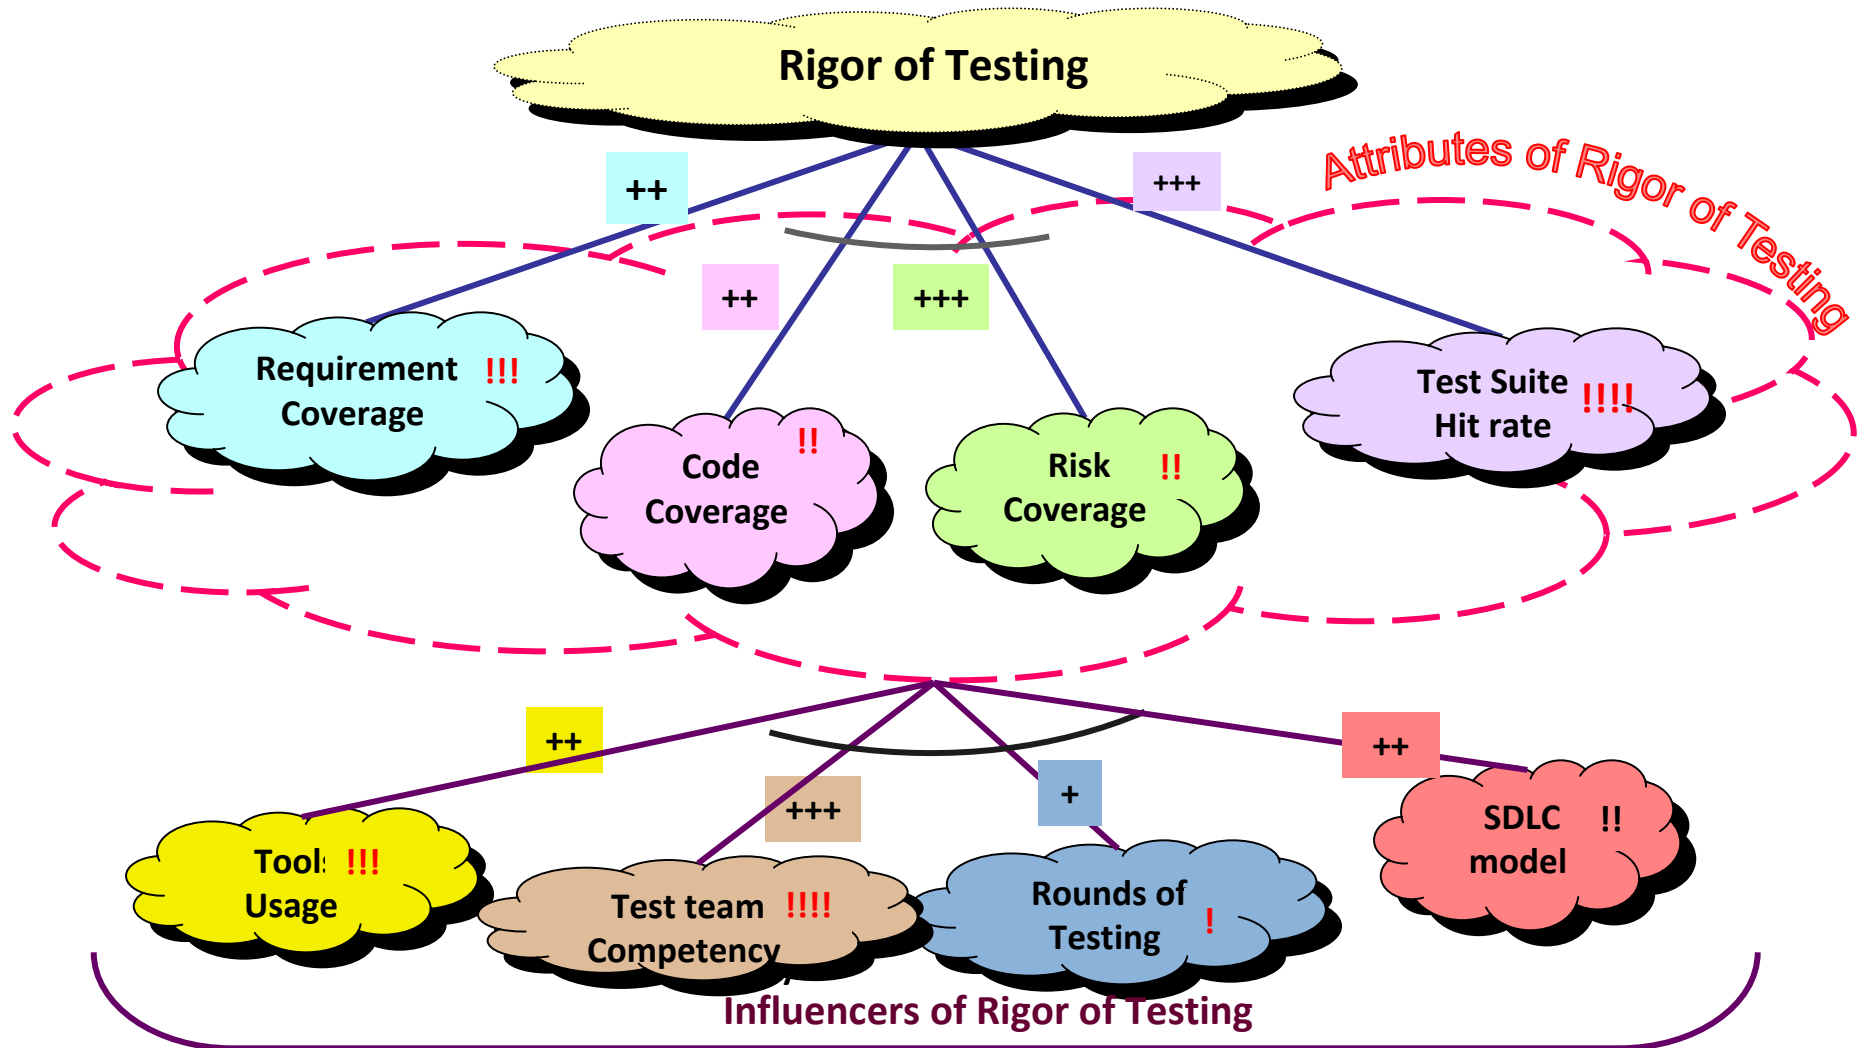 Rigor of Testing
Attributes of Rigor of Testing
++
+++
++
+++
Requirement !!!
Coverage
Code !!
Coverage
Risk !!
Coverage
Test Suite !!!!
Hit rate
++
+++
+
++
Tools !!!
Usage
Test team !!!!
Competency
Rounds of
Testing !
SDLC !!
model
Influencers of Rigor of Testing